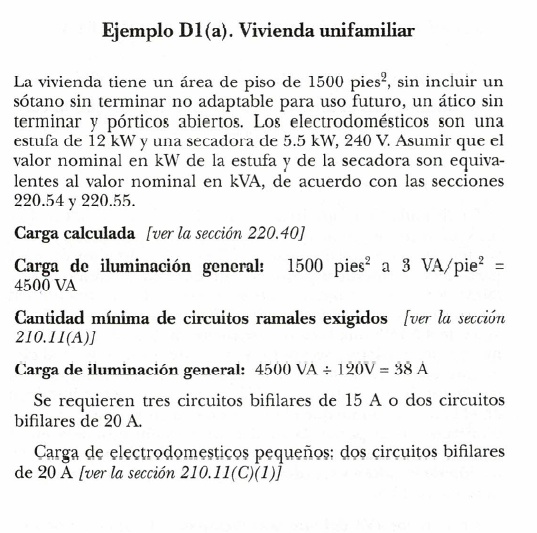 Ejemplo D1(a). Vivienda unifamiliar
La vivienda tiene un área de piso de 1500 pies², sin incluir un
sótano sin terminar no adaptable para uso futuro, un ático sin
terminar y pórticos abiertos. Los electrodomésticos son una
estufa de 12 kW y una secadora de 5.5 kW, 240 V. Asumir que el
valor nominal en kW de la estufa y de la secadora son equiva-
lentes al valor nominal en kVA, de acuerdo con las secciones
220.54 y 220.55.
Carga calculada [ver la sección 220.40]
Carga de iluminación general: 1500 pies² a 3 VA/pie² =
4500 VA
Cantidad mínima de circuitos ramales exigidos [ver la sección
210.11(A)]
Carga de iluminación general: 4500 VA ÷ 120V = 38 A
Se requieren tres circuitos bifilares de 15 A o dos circuitos
bifilares de 20 A.
Carga de electrodomesticos pequeños: dos circuitos bifilares
de 20 A [ver la sección 210.11(C)(1)]